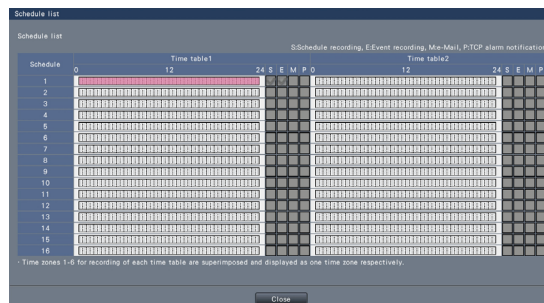 Schedule list
Schedule list
S:Schedule recording, E:Event recording, M:e-Mail, P:TCP alarm notification
Schedule Time table1 Time table2
0 12 24 S E M P 0 12 24 S E M P
1
2
3
4
5
6
7
8
9
10
11
12
13
14
15
16
· Time zones 1-6 for recording of each time table are superimposed and displayed as one time zone respectively.
Close